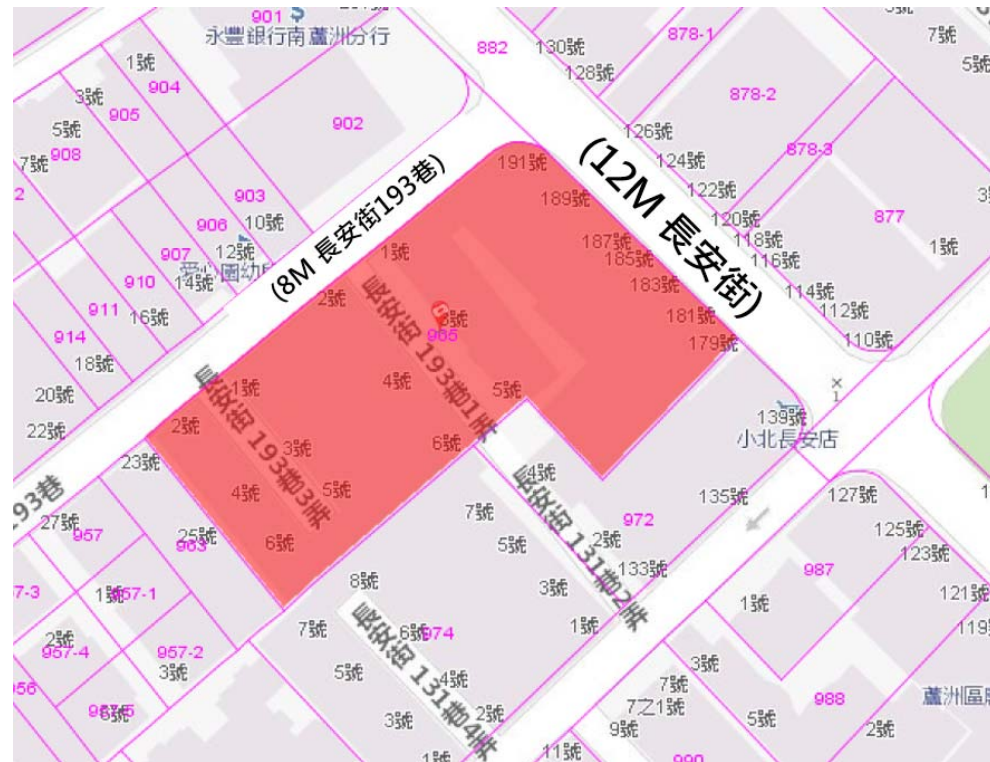 901
永豐銀行南蘆洲分行
882
130號
128號
878-1
7號
5號
1號
904
3號
905
5號
908
7號
902
878-2
126號
124號
878-3
122號
120號
118號
116號
877
1號
903
906
10號
907
12號
14號
910
911
16號
914
18號
20號
22號
(8M 長安街193巷)
(12M 長安街)
191號
189號
187號
185號
183號
181號
179號
114號
112號
110號
1號
2號
965
5號
4號
6號
長安街 193巷1弄
1號
2號
3號
4號
5號
6號
長安街 193巷3弄
139號
小北長安店
135號
23號
193巷
27號
957
25號
963
1號
957-1
2號
957-4
957-2
3號
956
4號
972
2號
133號
長安街 131巷2弄
7號
5號
3號
1號
8號
7號
6號
974
5號
4號
3號
2號
1號
長安街 131巷4弄
127號
125號
123號
987
121號
119
1號
3號
7號
7之1號
9號
5號
988
2號
11號
990
蘆洲區